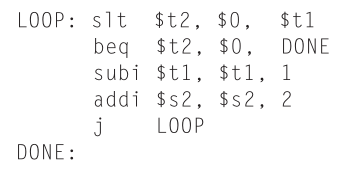 LOOP: slt $t2, $0, $t1
beq $t2, $0, DONE
subi $t1, $t1, 1
addi $s2, $s2, 2
j LOOP
DONE: